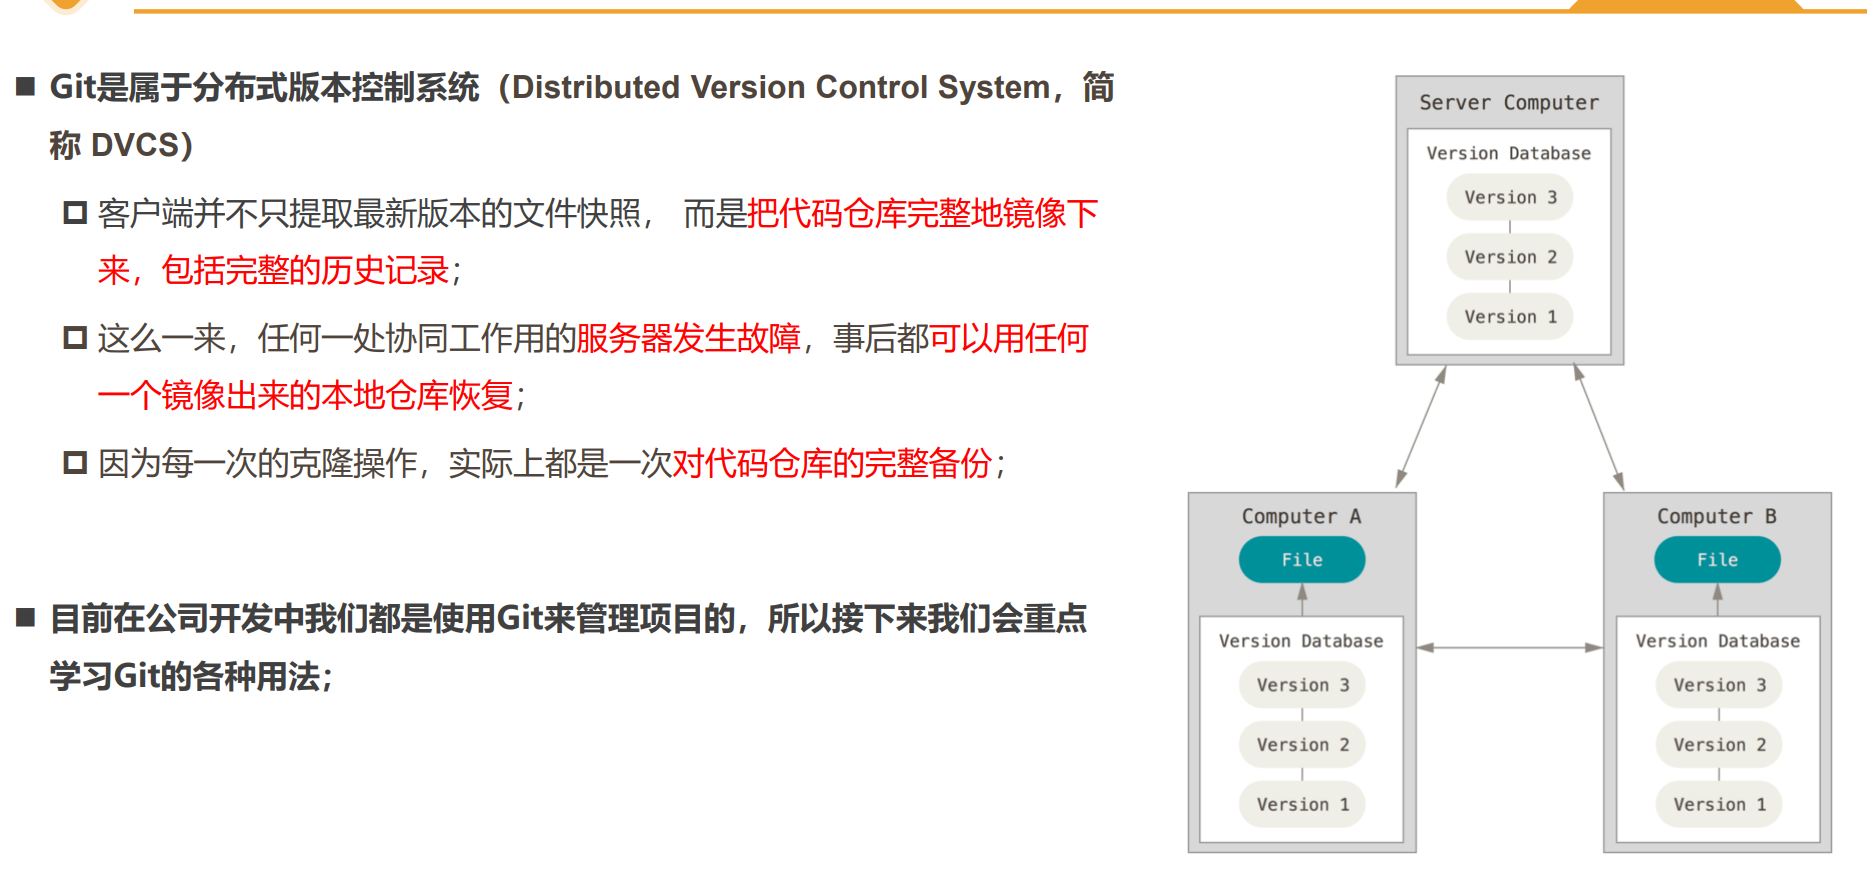 Git是属于分布式版本控制系统（Distributed Version Control System，简
称 DVCS）
客户端并不只提取最新版本的文件快照， 而是把代码仓库完整地镜像下
来，包括完整的历史记录；
这么一来，任何一处协同工作用的服务器发生故障，事后都可以用任何
一个镜像出来的本地仓库恢复；
因为每一次的克隆操作，实际上都是一次对代码仓库的完整备份；
目前在公司开发中我们都是使用Git来管理项目的，所以接下来我们会重点
学习Git的各种用法；
Server Computer
Version Database
Version 3
Version 2
Version 1
Computer A
File
Version Database
Version 3
Version 2
Version 1
Computer B
File
Version Database
Version 3
Version 2
Version 1